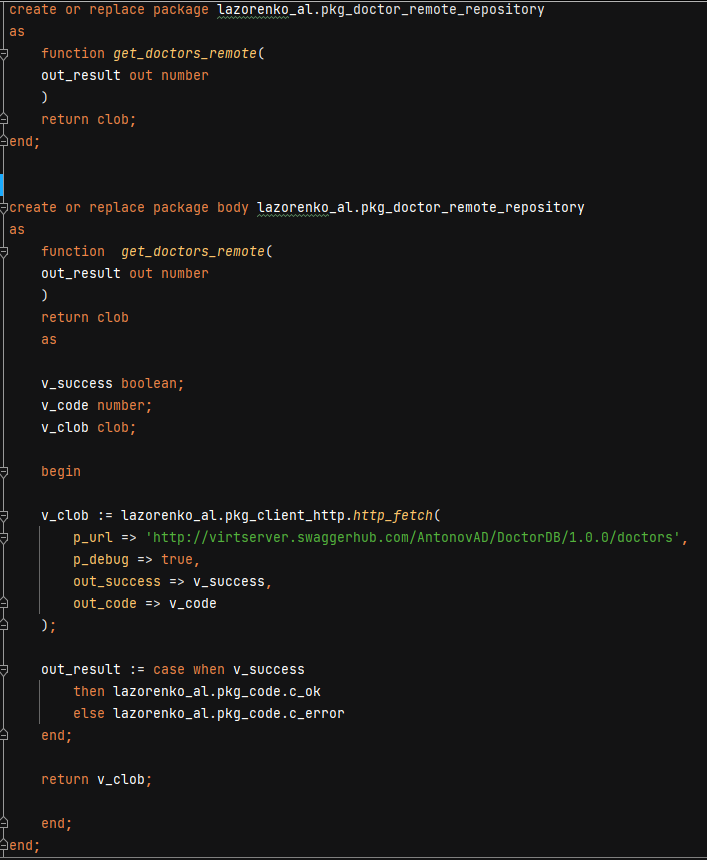 create or replace package lazorenko_al.pkg_doctor_remote_repository
as
    function get_doctors_remote(
    out_result out number
    )
    return clob;
end;
create or replace package body lazorenko_al.pkg_doctor_remote_repository
as
    function  get_doctors_remote(
    out_result out number
    )
    return clob
    as
    v_success boolean;
    v_code number;
    v_clob clob;
    begin
    v_clob := lazorenko_al.pkg_client_http.http_fetch(
        p_url => 'http://virtserver.swaggerhub.com/AntonovAD/DoctorDB/1.0.0/doctors',
        p_debug => true,
        out_success => v_success,
        out_code => v_code
    );
    out_result := case when v_success
        then lazorenko_al.pkg_code.c_ok
        else lazorenko_al.pkg_code.c_error
    end;
    return v_clob;
    end;
end;